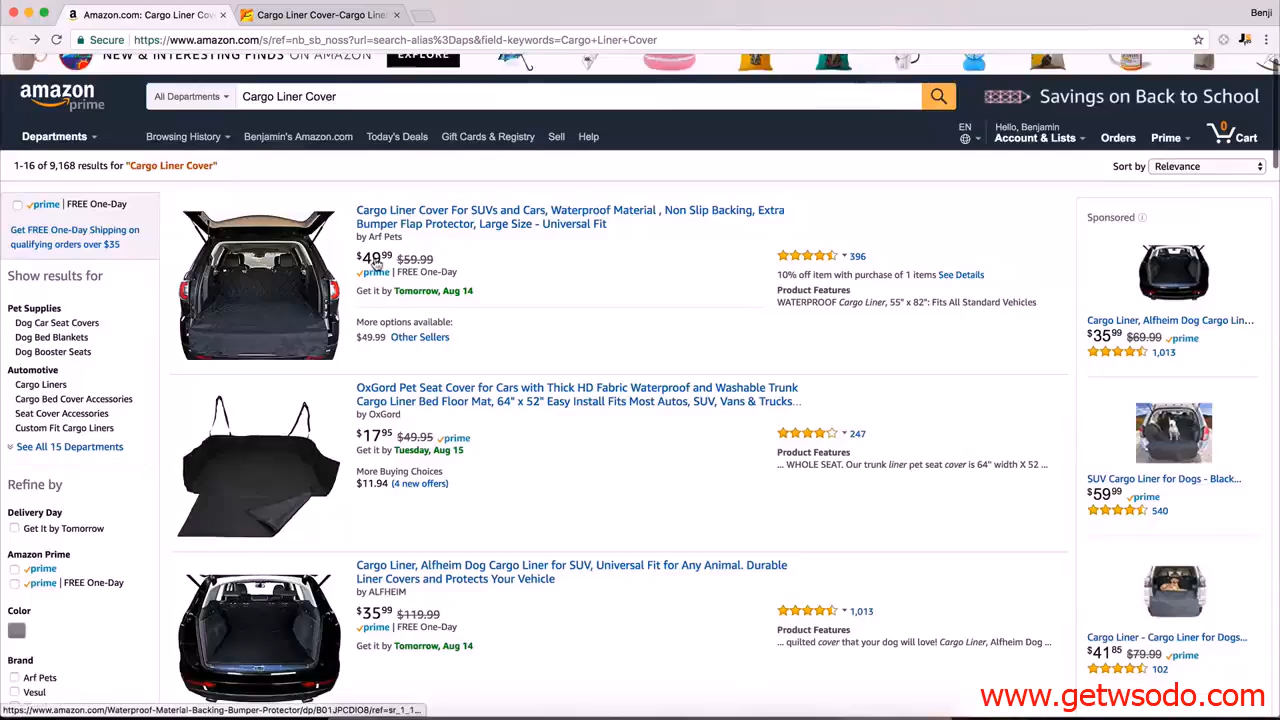 Amazon.com: Cargo Liner Cov
Cargo Liner Cover-Cargo Line
Benji
Secure
https://www.amazon.com/s/ref=nb_sb_noss?url=search-alias%3Daps&field-keywords=Cargo+Liner+Cover
NEW & INTERESTING FINDS ON AMAZON
EXPLORE
amazon
prime
All Departments
Cargo Liner Cover
Savings on Back to School
Departments
Browsing History
Benjamin's Amazon.com
Today's Deals
Gift Cards & Registry
Sell
Help
EN
Hello, Benjamin
Account & Lists
Orders
Prime
0
Cart
1-16 of 9,168 results for "Cargo Liner Cover"
Sort by
Relevance
prime | FREE One-Day
Get FREE One-Day Shipping on
qualifying orders over $35
Show results for
Pet Supplies
Dog Car Seat Covers
Dog Bed Blankets
Dog Booster Seats
Automotive
Cargo Liners
Cargo Bed Cover Accessories
Seat Cover Accessories
Custom Fit Cargo Liners
See All 15 Departments
Refine by
Delivery Day
Get It by Tomorrow
Amazon Prime
prime
prime | FREE One-Day
Color
Brand
Arf Pets
Vesul
Cargo Liner Cover For SUVs and Cars, Waterproof Material , Non Slip Backing, Extra
Bumper Flap Protector, Large Size - Universal Fit
by Arf Pets
$49.99 $59.99
prime | FREE One-Day
Get it by Tomorrow, Aug 14
More options available:
$49.99 Other Sellers
396
10% off item with purchase of 1 items See Details
Product Features
WATERPROOF Cargo Liner, 55" x 82": Fits All Standard Vehicles
OxGord Pet Seat Cover for Cars with Thick HD Fabric Waterproof and Washable Trunk
Cargo Liner Bed Floor Mat, 64" x 52" Easy Install Fits Most Autos, SUV, Vans & Trucks...
by OxGord
$17.95 $49.95 prime
Get it by Tuesday, Aug 15
More Buying Choices
$11.94 (4 new offers)
247
Product Features
... WHOLE SEAT. Our trunk liner pet seat cover is 64" width X 52 ...
Cargo Liner, Alfheim Dog Cargo Liner for SUV, Universal Fit for Any Animal. Durable
Liner Covers and Protects Your Vehicle
by ALFHEIM
$35.99 $119.99
prime | FREE One-Day
Get it by Tomorrow, Aug 14
1,013
Product Features
... quilted cover that your dog will love! Cargo Liner, Alfheim Dog ...
Sponsored
Cargo Liner, Alfheim Dog Cargo Lin...
$35.99 $69.99 prime
1,013
SUV Cargo Liner for Dogs - Black...
$59.99 prime
540
Cargo Liner - Cargo Liner for Dogs...
$41.85 $79.99 prime
102
https://www.amazon.com/Waterproof-Material-Backing-Bumper-Protector/dp/B01JPCDIO8/ref=sr_1_1...
www.getwsodo.com